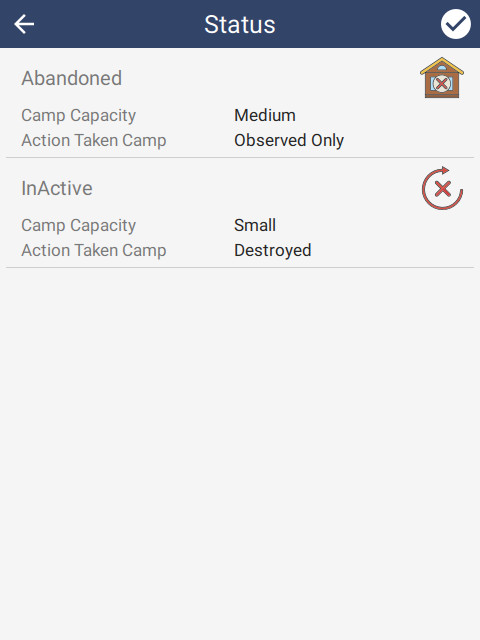 Status
Abandoned
Camp Capacity Medium
Action Taken Camp Observed Only
InActive
Camp Capacity Small
Action Taken Camp Destroyed